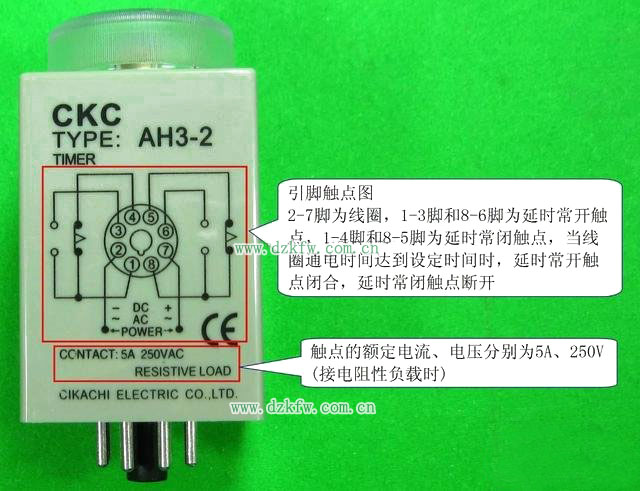 CKC
TYPE: AH3-2
TIMER
4 5
3 6
2 7
1 8
- DC +
~ AC ~
POWER
CE
CONTACT: 5A 250VAC
RESISTIVE LOAD
CIKACHI ELECTRIC CO.,LTD.
引脚触点图
2-7脚为线圈，1-3脚和8-6脚为延时常开触
点，1-4脚和8-5脚为延时常闭触点，当线
圈通电时间达到设定时间时，延时常开触
点闭合，延时常闭触点断开
触点的额定电流、电压分别为5A、250V
(接电阻性负载时)
www.dzkfw.com.cn
www.dzkfw.com.cn